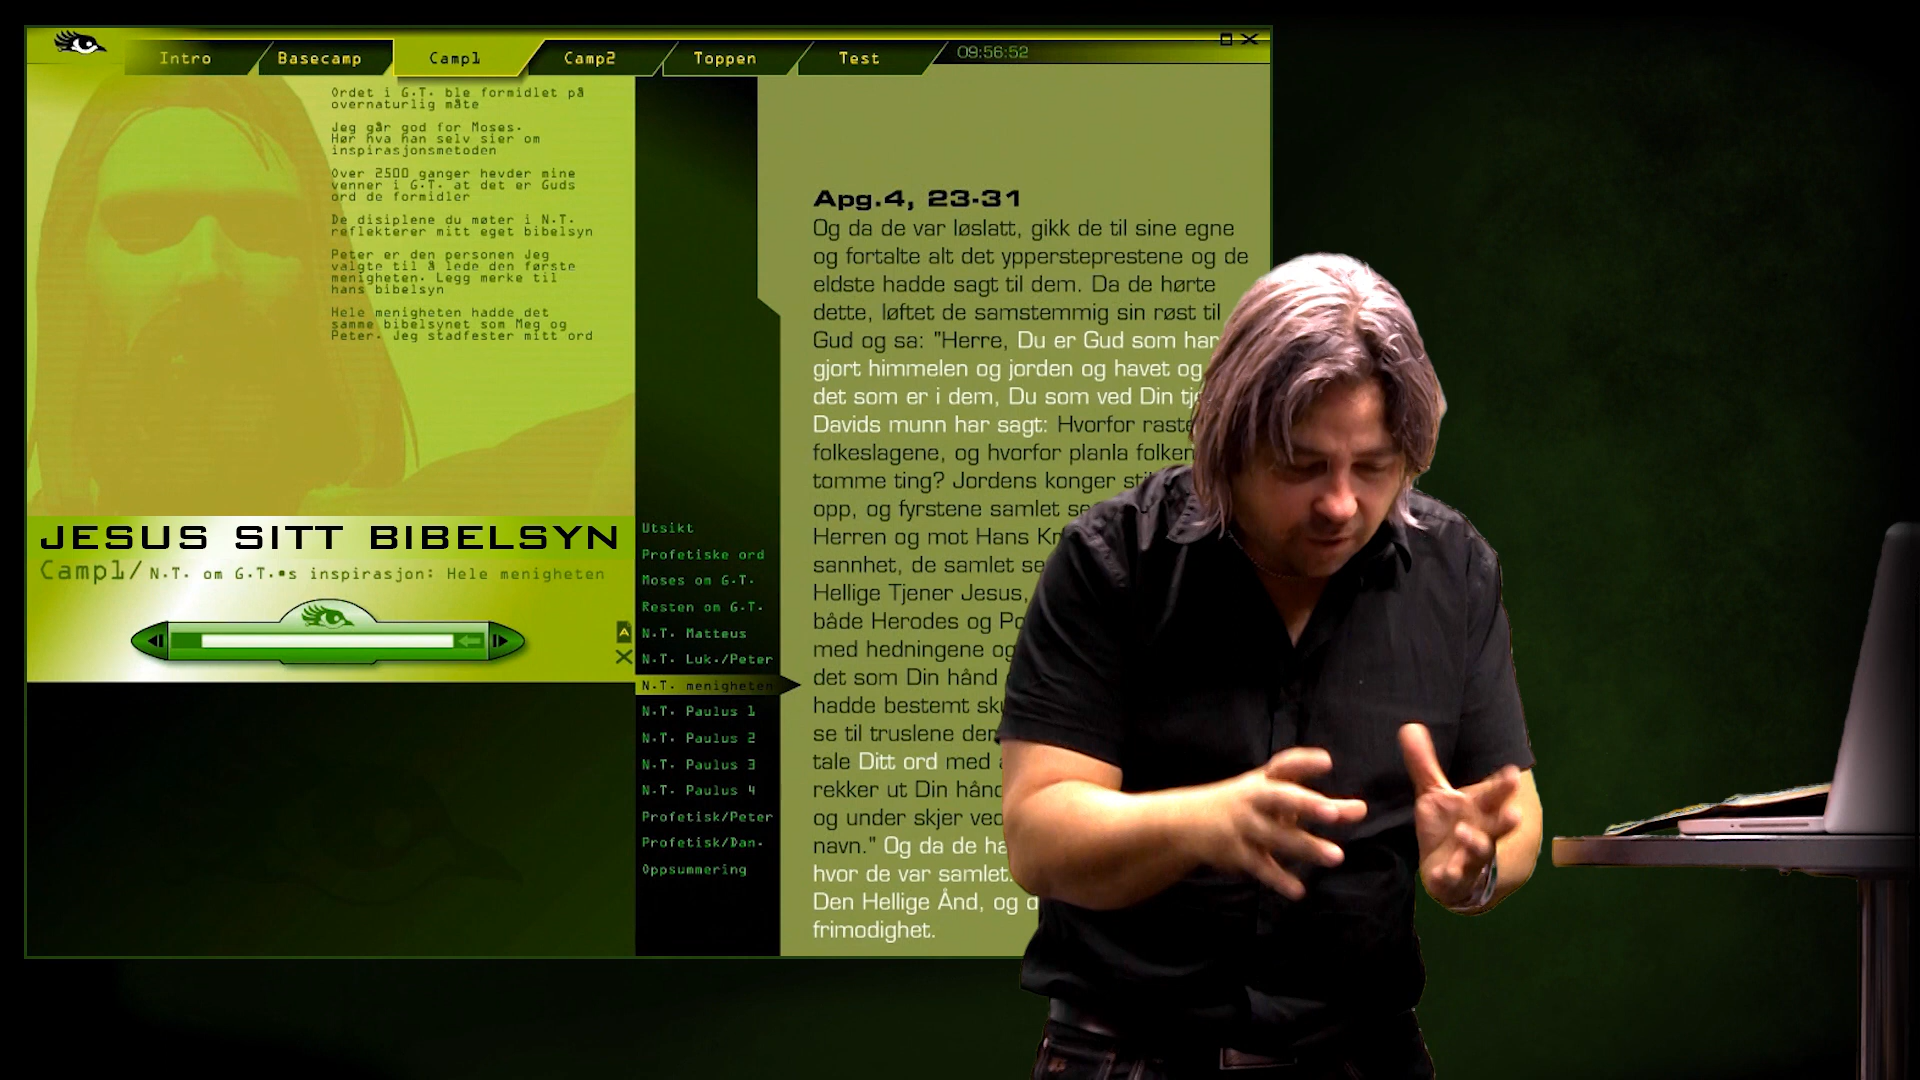 Intro
Basecamp
Camp1
Camp2
Toppen
Test
09:56:52
Ordet i G.T. ble formidlet på
overnaturlig måte
Jeg går god for Moses.
Hør hva han selv sier om
inspirasjonsmetoden
Over 2500 ganger hevder mine
venner i G.T. at det er Guds
ord de formidler
De disiplene du møter i N.T.
reflekterer mitt eget bibelsyn
Peter er den personen Jeg
valgte til å lede den første
menigheten. Legg merke til
hans bibelsyn
Hele menigheten hadde det
samme bibelsynet som Meg og
Peter. Jeg stadfester mitt ord
JESUS SITT BIBELSYN
Camp1/N.T. om G.T.•s inspirasjon: Hele menigheten
A
Utsikt
Profetiske ord
Moses om G.T.
Resten om G.T.
N.T. Matteus
N.T. Luk./Peter
N.T. menigheten
N.T. Paulus 1
N.T. Paulus 2
N.T. Paulus 3
N.T. Paulus 4
Profetisk/Peter
Profetisk/Dan.
Oppsummering
Apg.4, 23-31
Og da de var løslatt, gikk de til sine egne
og fortalte alt det yppersteprestene og de
eldste hadde sagt til dem. Da de hørte
dette, løftet de samstemmig sin røst til
Gud og sa: "Herre, Du er Gud som har
gjort himmelen og jorden og havet og
det som er i dem, Du som ved Din
Davids munn har sagt: Hvorfor
folkeslagene, og hvorfor planla
tomme ting? Jordens konger
opp, og fyrstene samlet
Herren og mot Hans
sannhet, de samlet
Hellige Tjener Jesus,
både Herodes og
med hedningene og
det som Din hånd
hadde bestemt
se til truslene
tale Ditt ord med
rekker ut Din
og under skjer
navn." Og da de
hvor de var samlet.
Den Hellige Ånd, og
frimodighet.